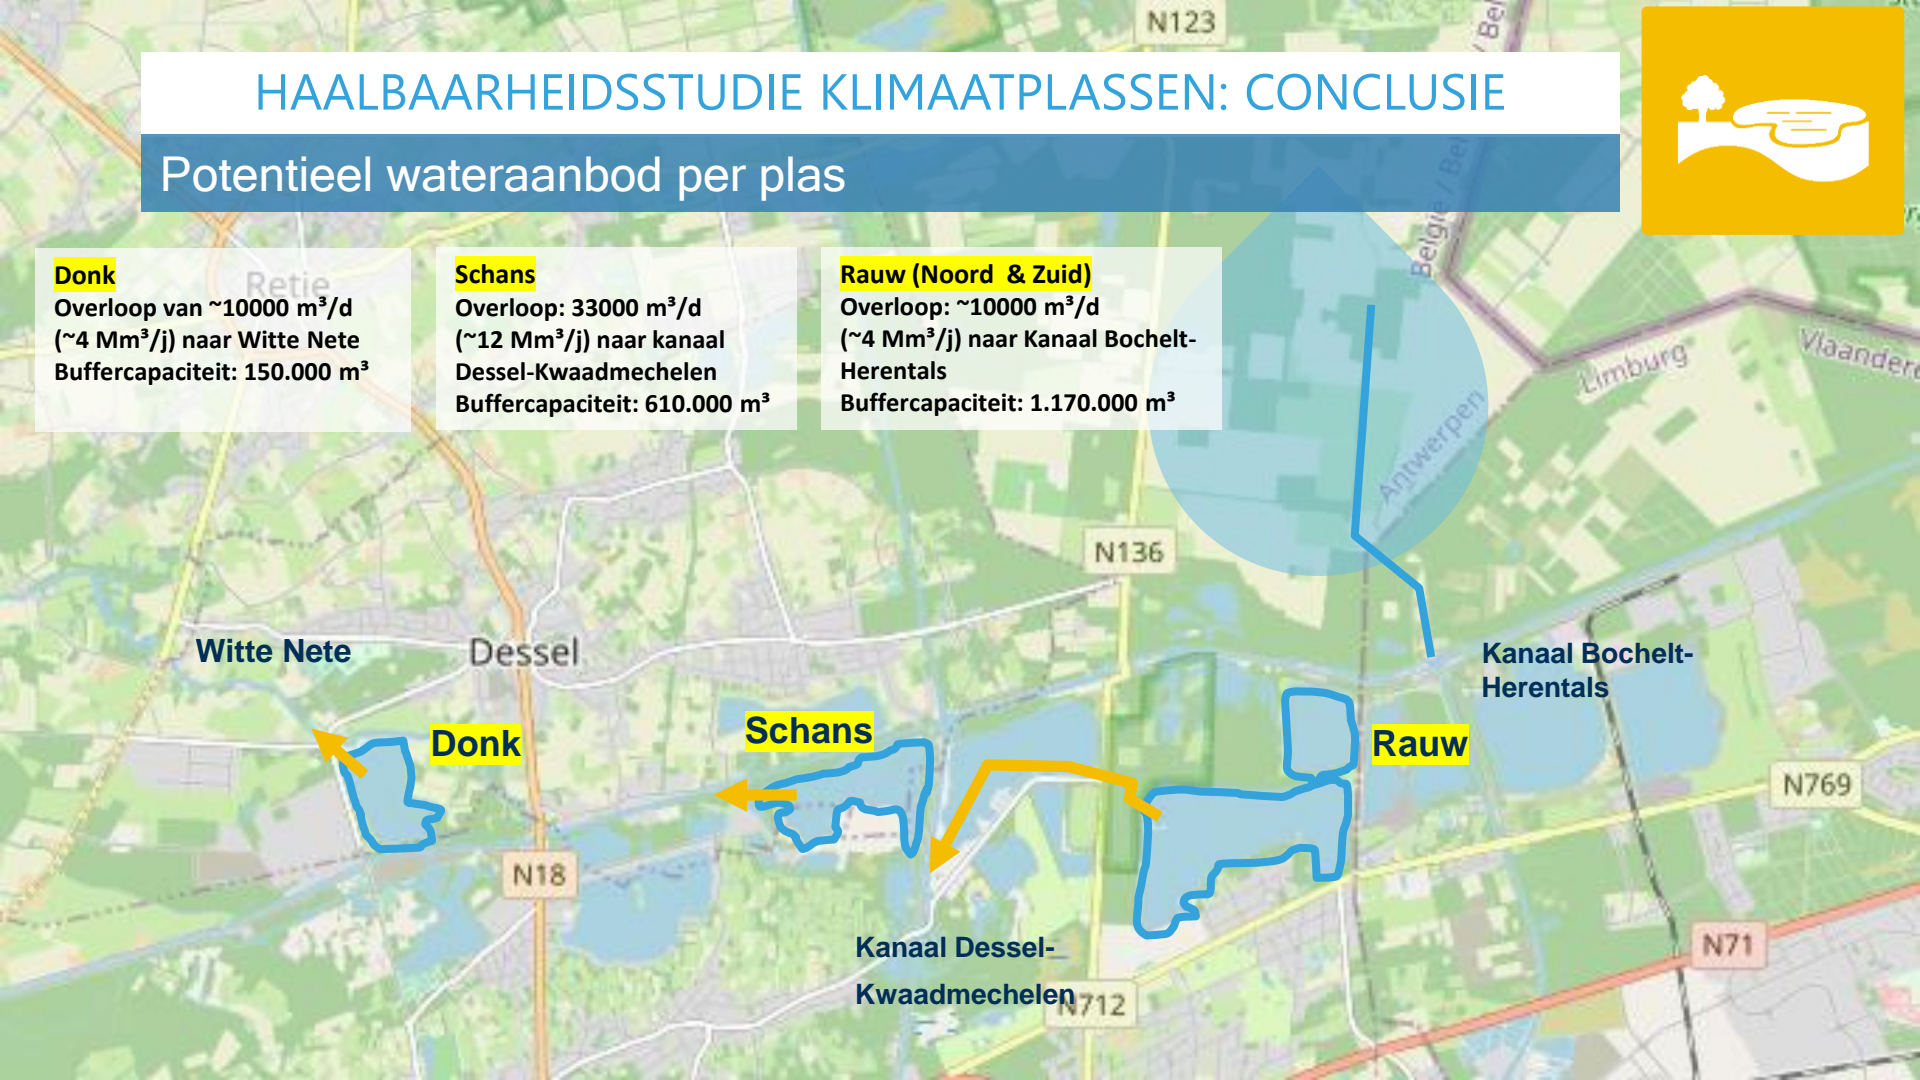 N123
HAALBAARHEIDSSTUDIE KLIMAATPLASSEN: CONCLUSIE
Potentieel wateraanbod per plas
Donk
Overloop van ~10000 m³/d
(~4 Mm³/j) naar Witte Nete
Buffercapaciteit: 150.000 m³
Schans
Overloop: 33000 m³/d
(~12 Mm³/j) naar kanaal
Dessel-Kwaadmechelen
Buffercapaciteit: 610.000 m³
Rauw (Noord  & Zuid)
Overloop: ~10000 m³/d
(~4 Mm³/j) naar Kanaal Bochelt-
Herentals
Buffercapaciteit: 1.170.000 m³
Retie
België / Bel
Limburg
Vlaandere
Antwerpen
N136
Witte Nete
Dessel
Kanaal Bochelt-
Herentals
Donk
Schans
Rauw
N769
N18
Kanaal Dessel-
Kwaadmechelen
N71
N712